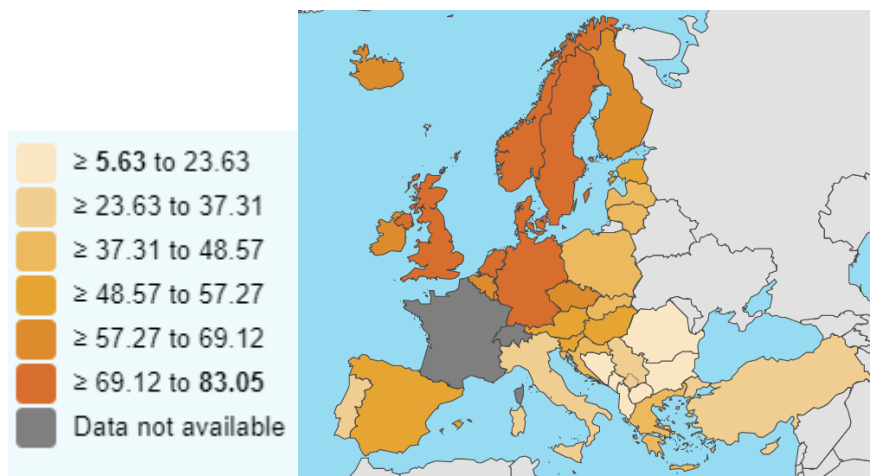 ≥ 5.63 to 23.63
≥ 23.63 to 37.31
≥ 37.31 to 48.57
≥ 48.57 to 57.27
≥ 57.27 to 69.12
≥ 69.12 to 83.05
Data not available